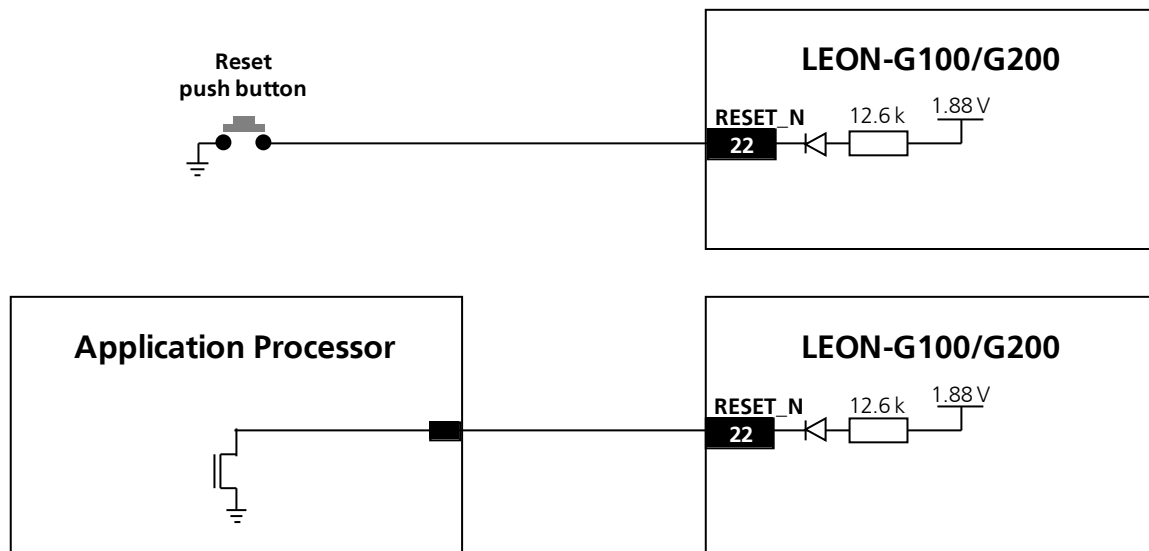 LEON-G100/G200
Reset
push button
RESET_N
12.6 k
1.88 V
22
Application Processor
LEON-G100/G200
RESET_N
12.6 k
1.88 V
22